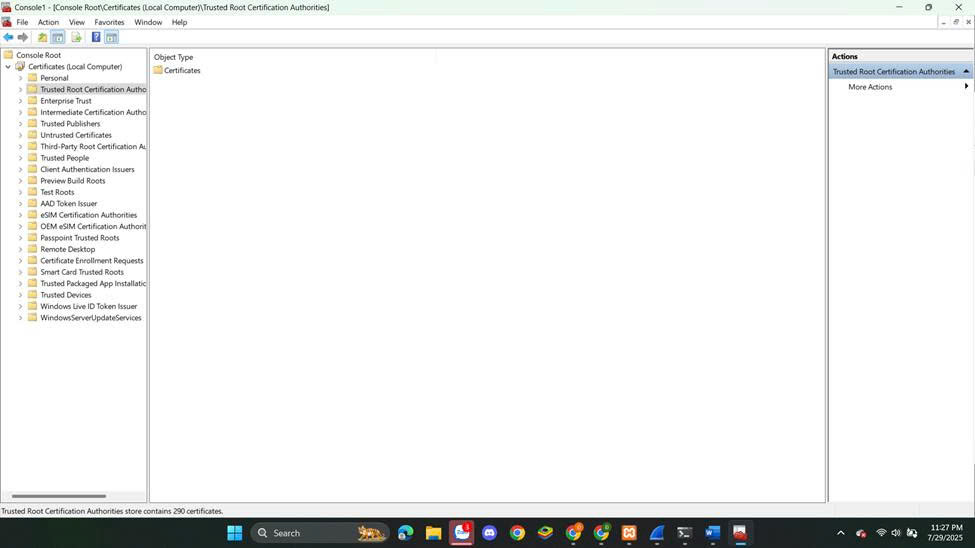 Console1 - [Console Root\Certificates (Local Computer)\Trusted Root Certification Authorities]
File Action View Favorites Window Help
Console Root
Certificates (Local Computer)
Personal
Trusted Root Certification Autho
Enterprise Trust
Intermediate Certification Autho
Trusted Publishers
Untrusted Certificates
Third-Party Root Certification Au
Trusted People
Client Authentication Issuers
Preview Build Roots
Test Roots
AAD Token Issuer
eSIM Certification Authorities
OEM eSIM Certification Authorit
Passpoint Trusted Roots
Remote Desktop
Certificate Enrollment Requests
Smart Card Trusted Roots
Trusted Packaged App Installatio
Trusted Devices
Windows Live ID Token Issuer
WindowsServerUpdateServices
Object Type
Certificates
Actions
Trusted Root Certification Authorities
More Actions
Trusted Root Certification Authorities store contains 290 certificates.
Search
11:27 PM
7/29/2025